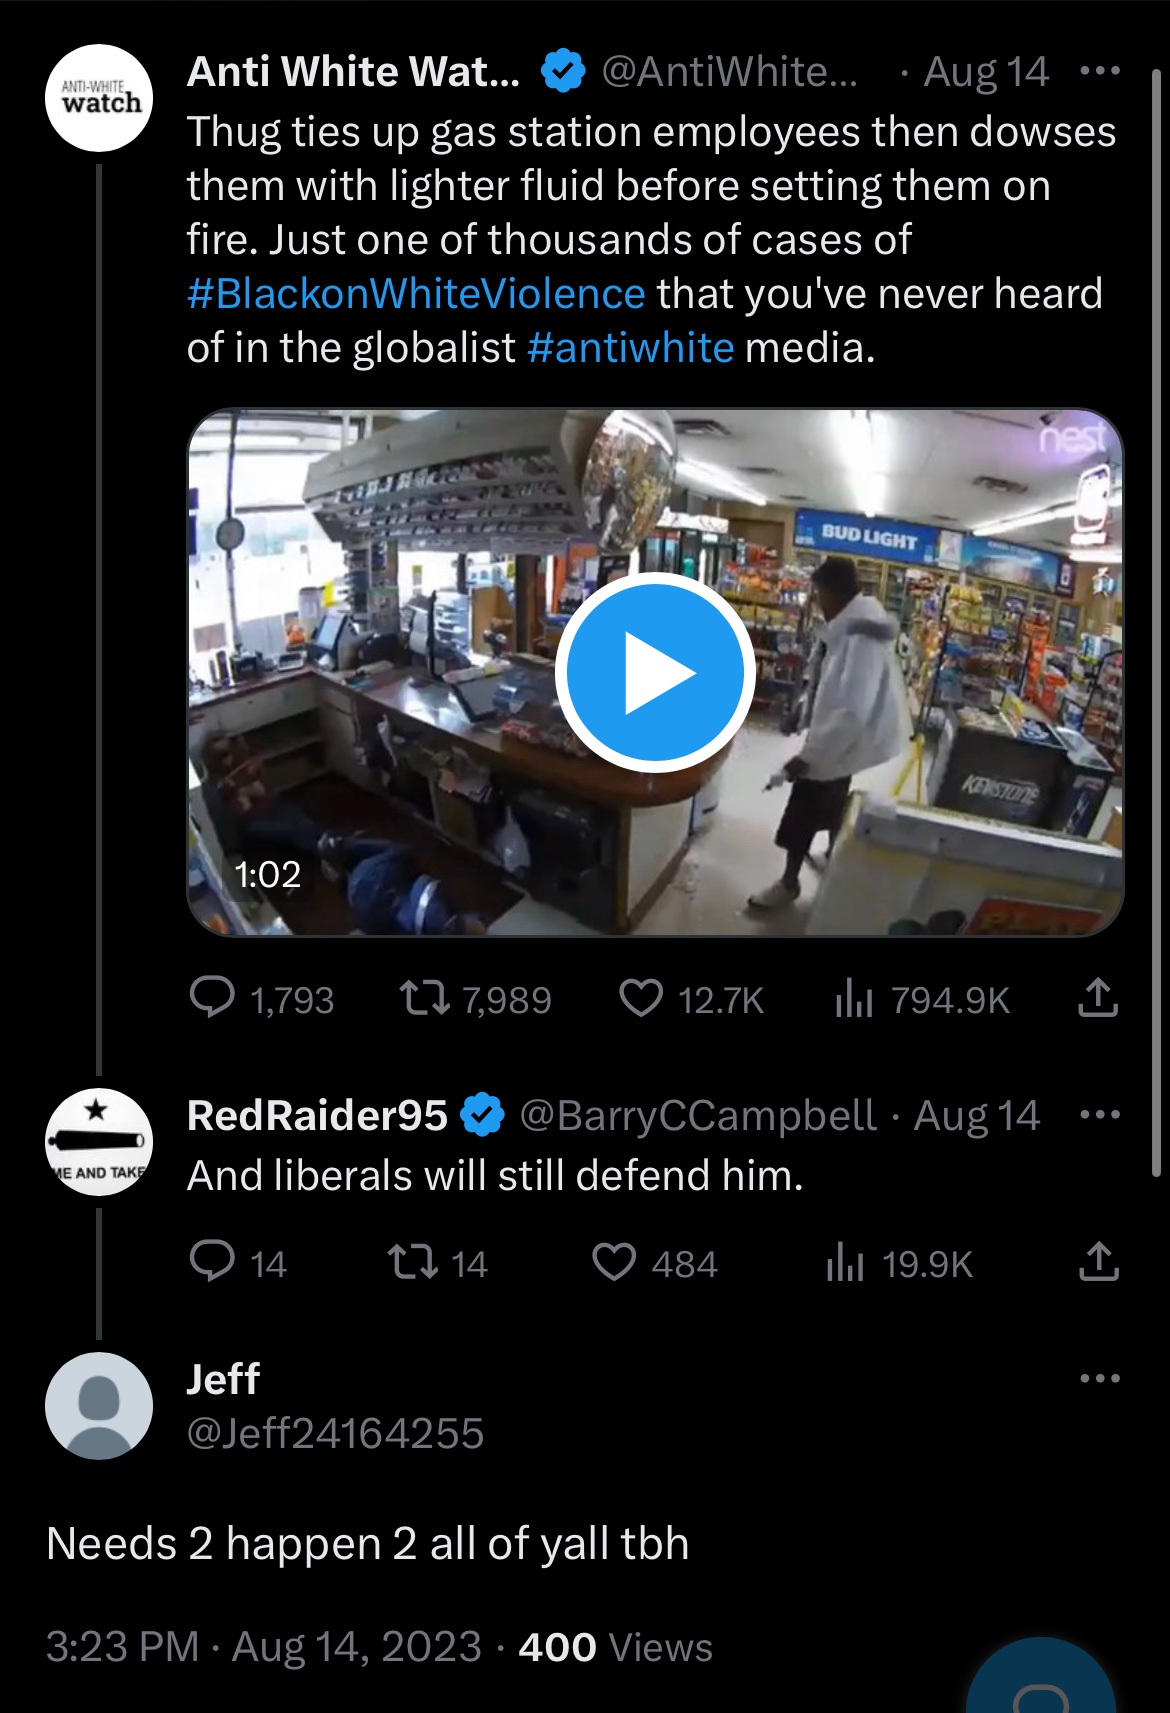 ANTI-WHITE
watch
Anti White Wat... @AntiWhite... · Aug 14
Thug ties up gas station employees then dowses
them with lighter fluid before setting them on
fire. Just one of thousands of cases of
#BlackonWhiteViolence that you've never heard
of in the globalist #antiwhite media.
nest
BUD LIGHT
KEYSTONE
1:02
1,793 7,989 12.7K 794.9K
ME AND TAKE
RedRaider95 @BarryCCampbell · Aug 14
And liberals will still defend him.
14 14 484 19.9K
Jeff
@Jeff24164255
Needs 2 happen 2 all of yall tbh
3:23 PM · Aug 14, 2023 · 400 Views